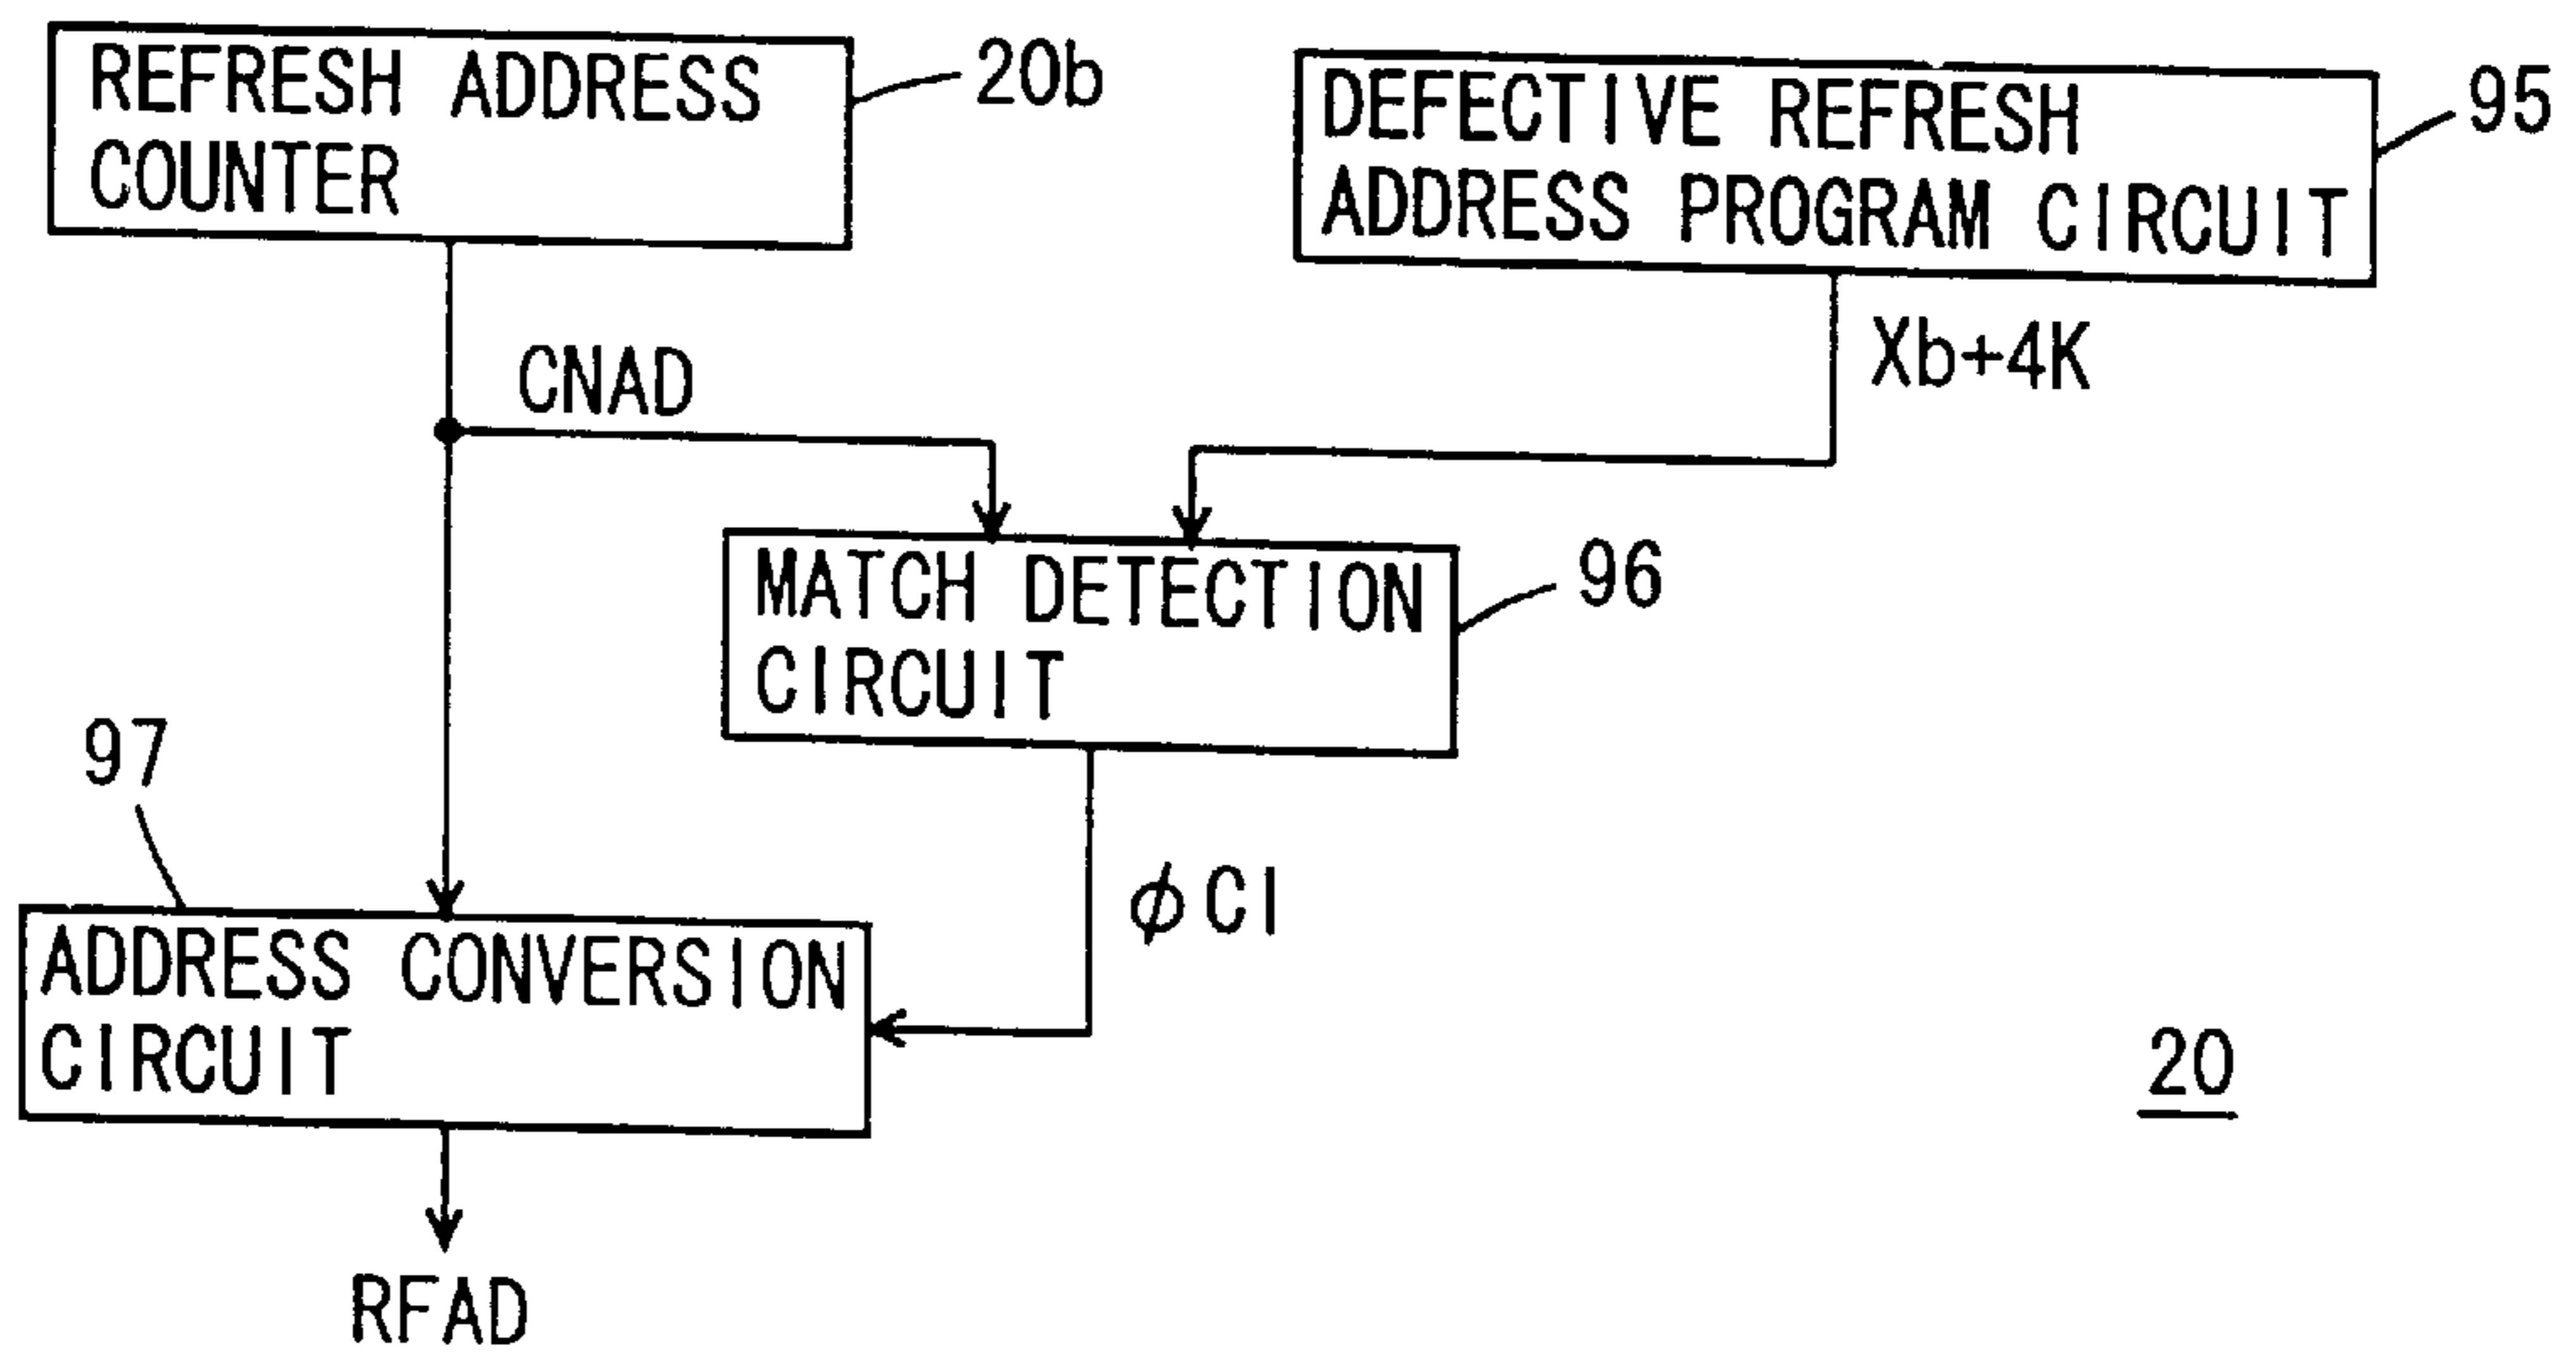 REFRESH ADDRESS
COUNTER
20b
DEFECTIVE REFRESH
ADDRESS PROGRAM CIRCUIT
95
CNAD
Xb+4K
MATCH DETECTION
CIRCUIT
96
97
ϕCI
ADDRESS CONVERSION
CIRCUIT
20
RFAD